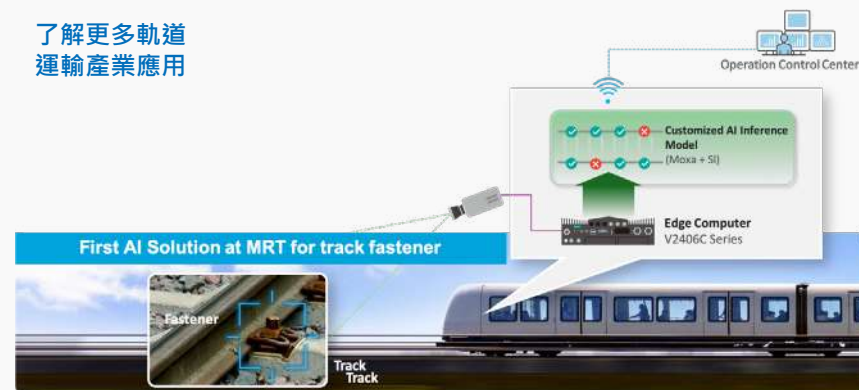 了解更多軌道
運輸產業應用
Operation Control Center
Customized AI Inference
Model
(Moxa + SI)
Edge Computer
V2406C Series
First AI Solution at MRT for track fastener
Fastener
Track
Track